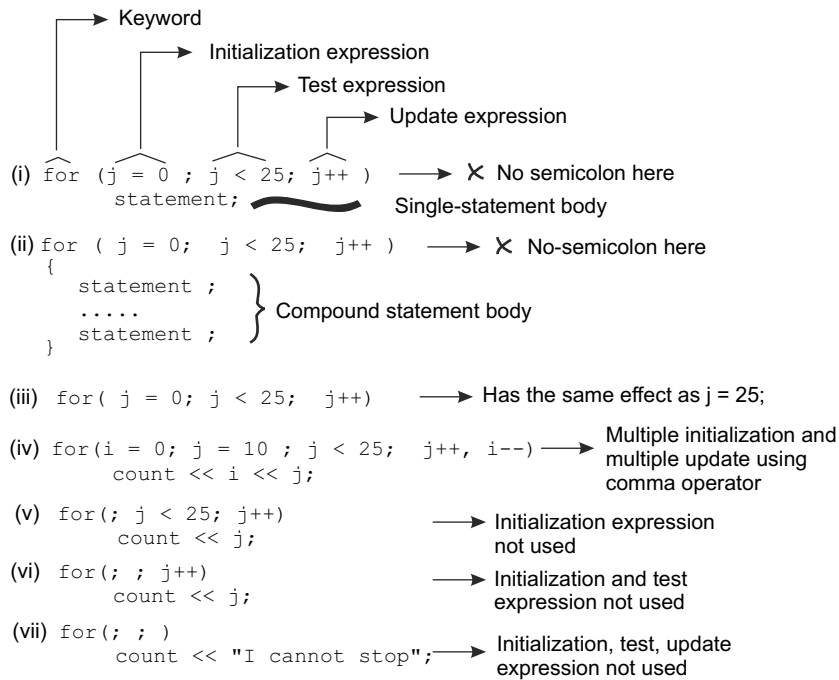 Keyword
Initialization expression
Test expression
Update expression
(i) for (j = 0 ; j < 25; j++ ) ✗ No semicolon here
statement; Single-statement body
(ii) for ( j = 0; j < 25; j++ ) ✗ No-semicolon here
{
statement ;
..... Compound statement body
statement ;
}
(iii) for( j = 0; j < 25; j++) Has the same effect as j = 25;
(iv) for(i = 0; j = 10 ; j < 25; j++, i--) Multiple initialization and
multiple update using
count << i << j; comma operator
(v) for(; j < 25; j++) Initialization expression
count << j; not used
(vi) for(; ; j++) Initialization and test
count << j; expression not used
(vii) for(; ; ) Initialization, test, update
count << "I cannot stop"; expression not used